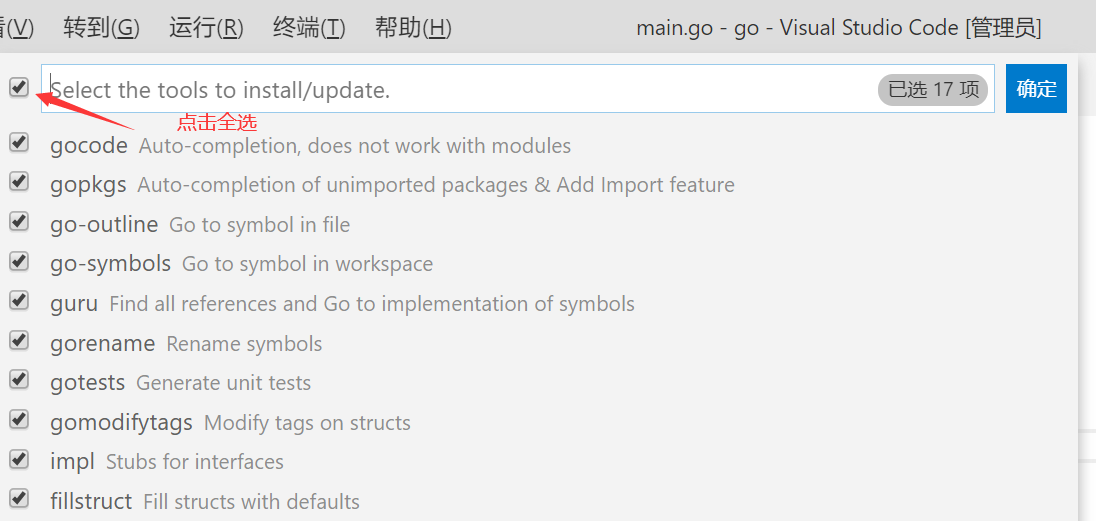 看(V) 转到(G) 运行(R) 终端(T) 帮助(H) main.go - go - Visual Studio Code [管理员]
Select the tools to install/update. 已选 17 项 确定
点击全选
gocode Auto-completion, does not work with modules
gopkgs Auto-completion of unimported packages & Add Import feature
go-outline Go to symbol in file
go-symbols Go to symbol in workspace
guru Find all references and Go to implementation of symbols
gorename Rename symbols
gotests Generate unit tests
gomodifytags Modify tags on structs
impl Stubs for interfaces
fillstruct Fill structs with defaults